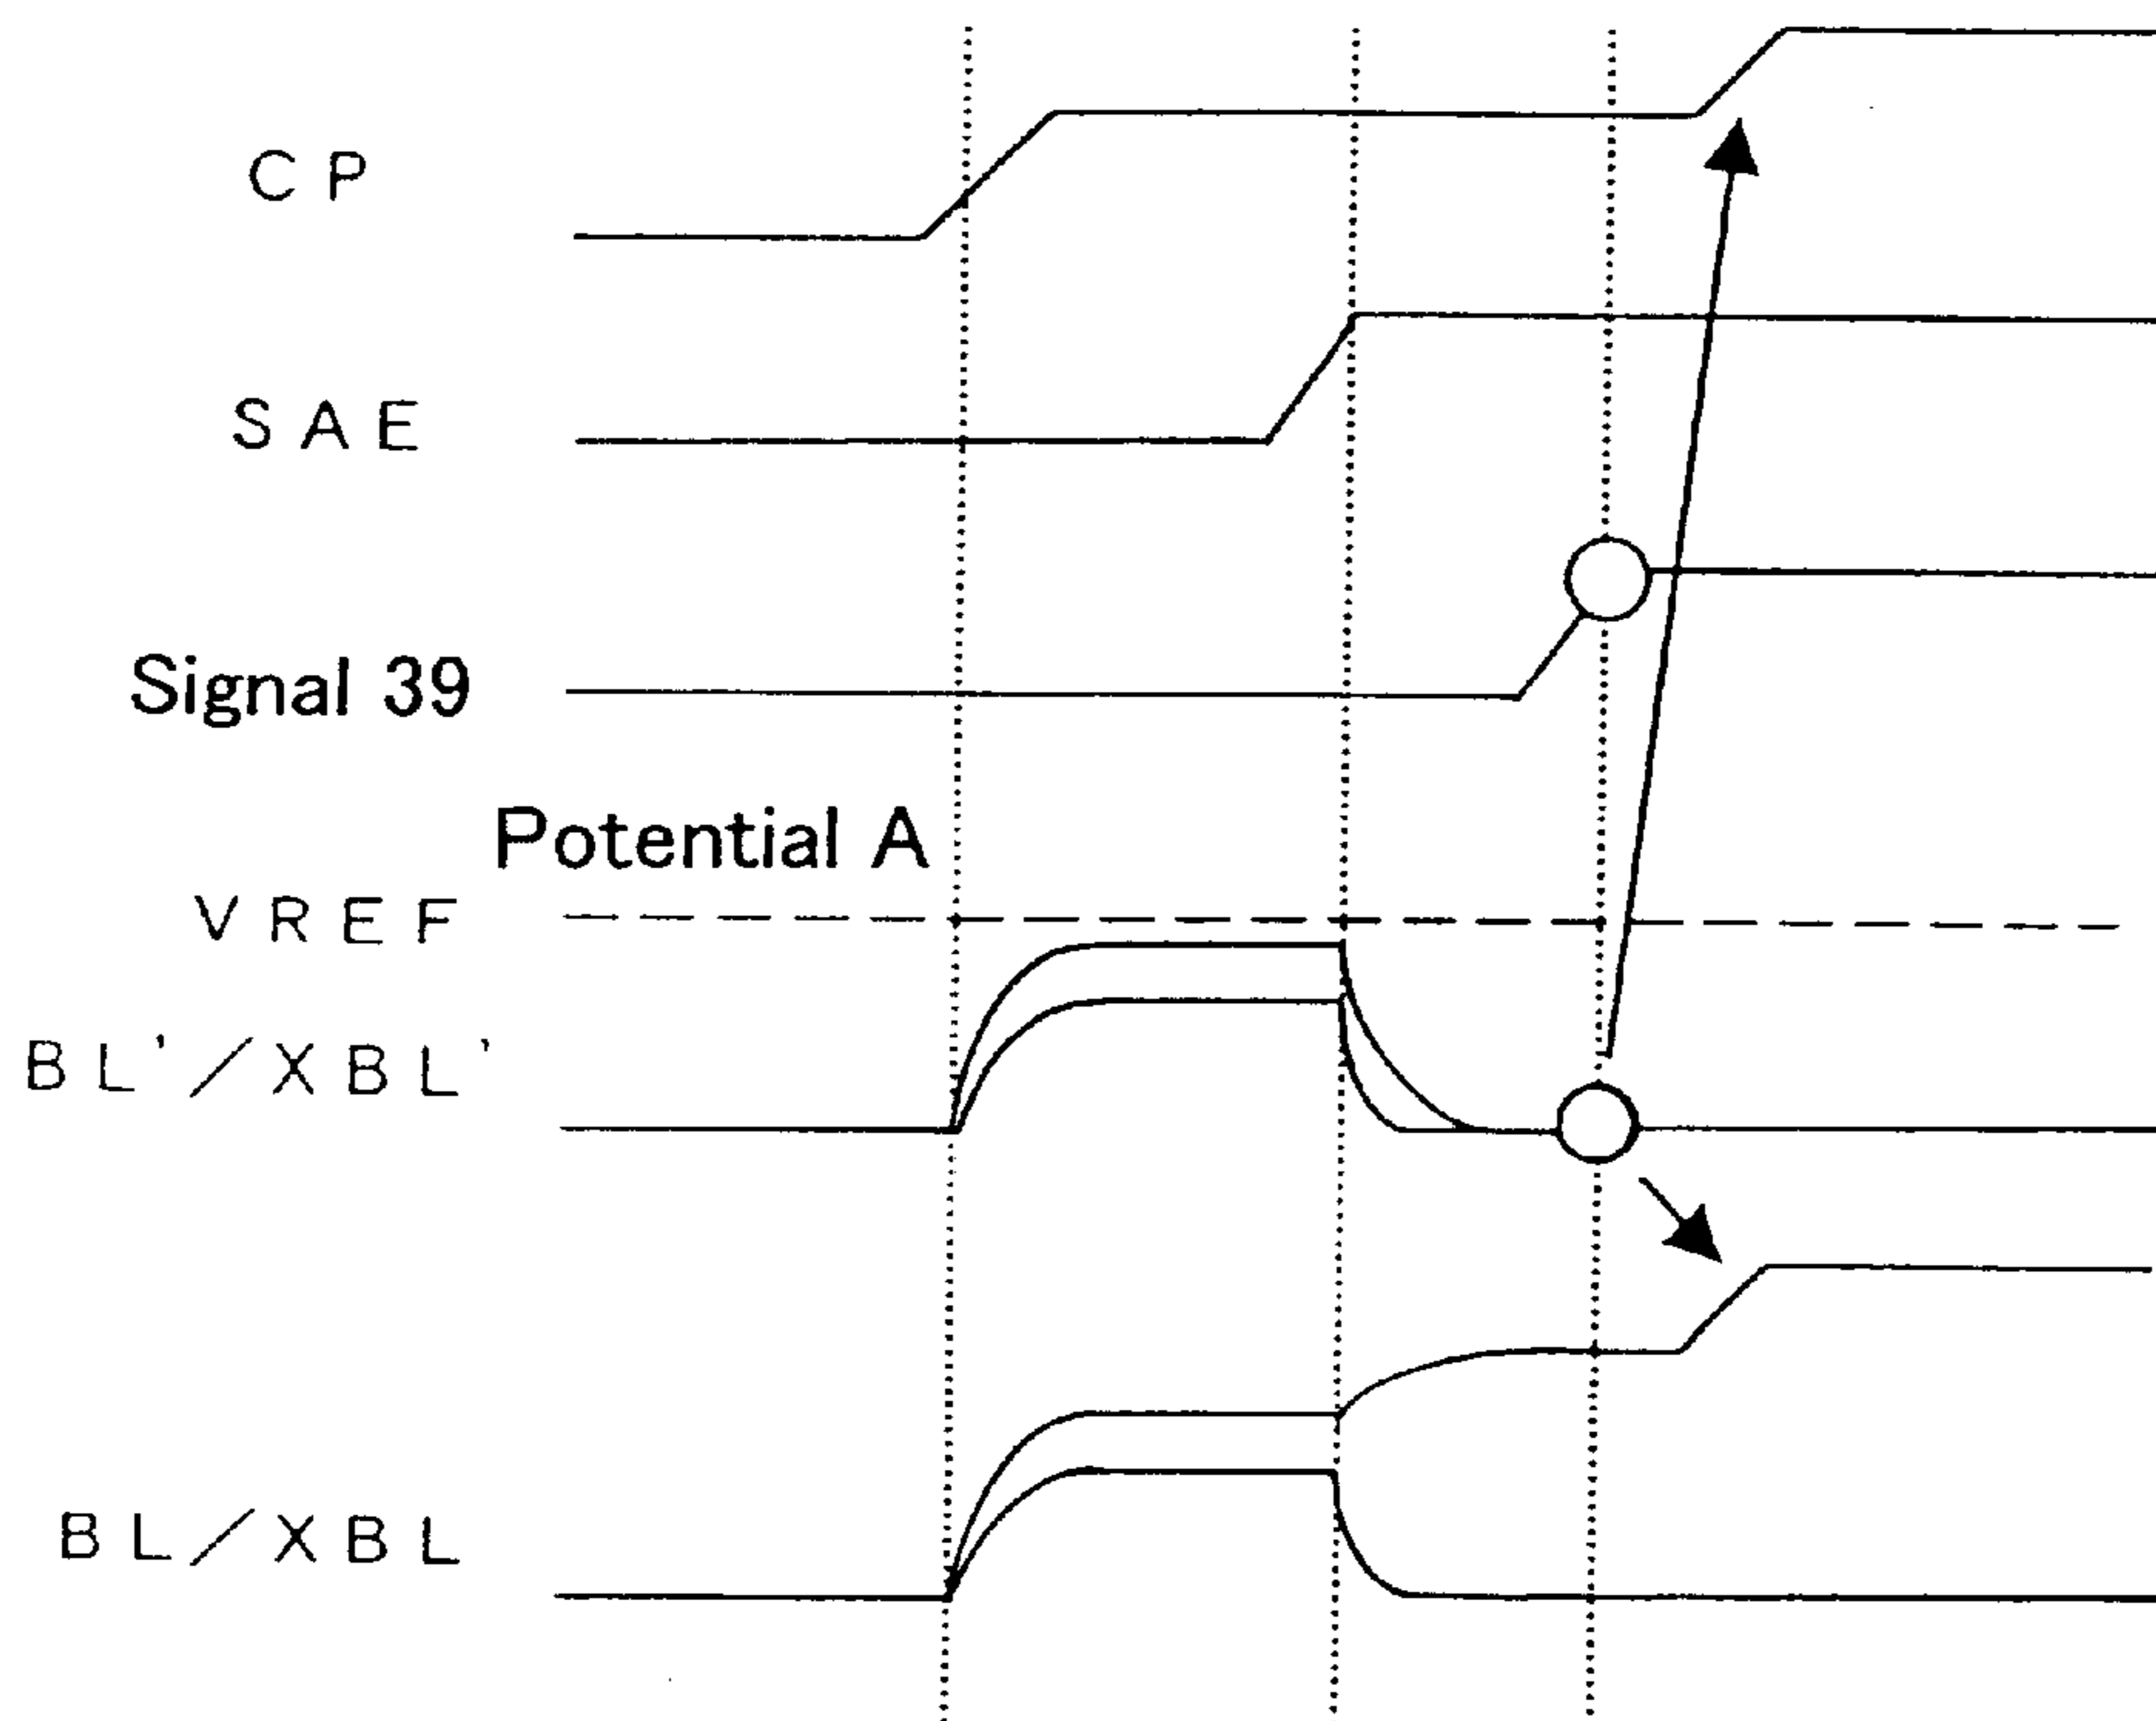 CP
SAE
Signal 39
Potential A
VREF
BL'/XBL'
BL/XBL